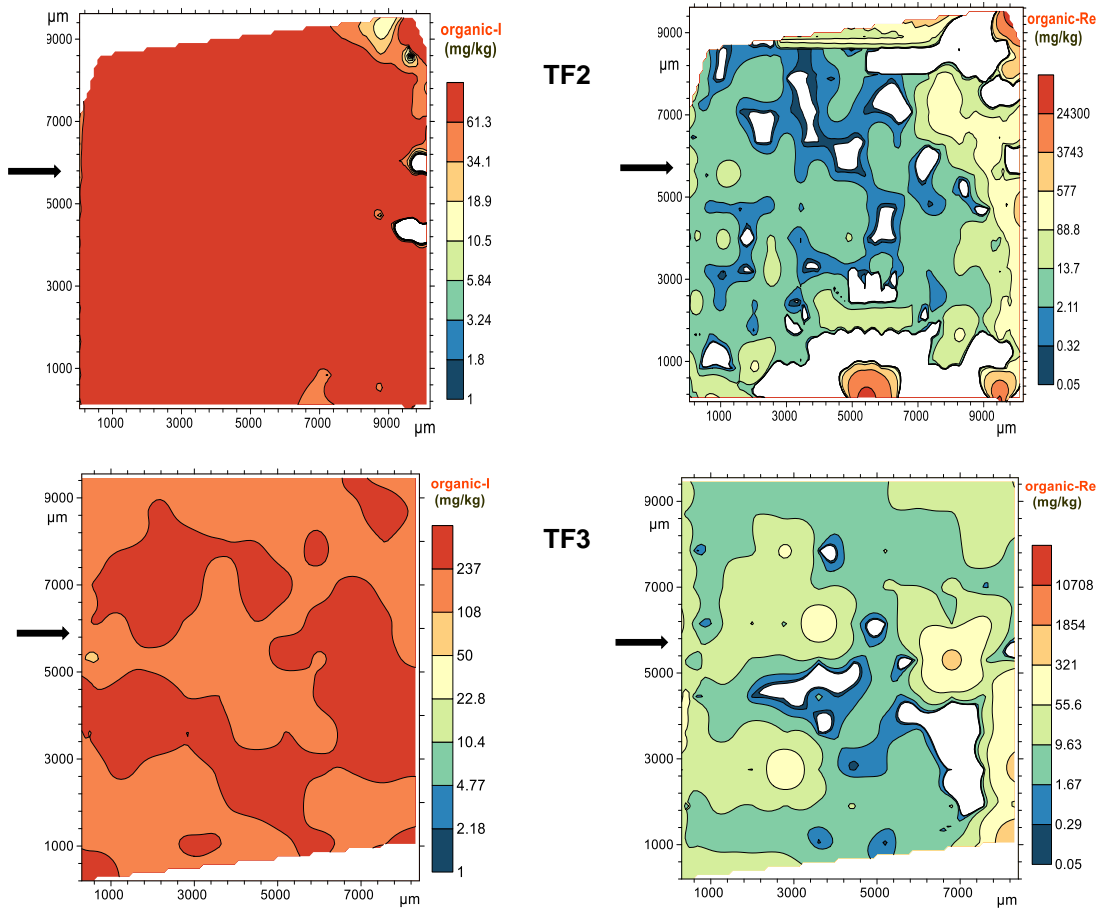 µm
9000
7000
5000
3000
1000
1000 3000 5000 7000 9000
µm
organic-I
(mg/kg)
61.3
34.1
18.9
10.5
5.84
3.24
1.8
1
TF2
9000
µm
7000
5000
3000
1000
1000 3000 5000 7000 9000
µm
organic-Re
(mg/kg)
24300
3743
577
88.8
13.7
2.11
0.32
0.05
9000
µm
7000
5000
3000
1000
1000 3000 5000 7000
µm
organic-I
(mg/kg)
237
108
50
22.8
10.4
4.77
2.18
1
TF3
9000
µm
7000
5000
3000
1000
1000 3000 5000 7000
µm
organic-Re
(mg/kg)
10708
1854
321
55.6
9.63
1.67
0.29
0.05